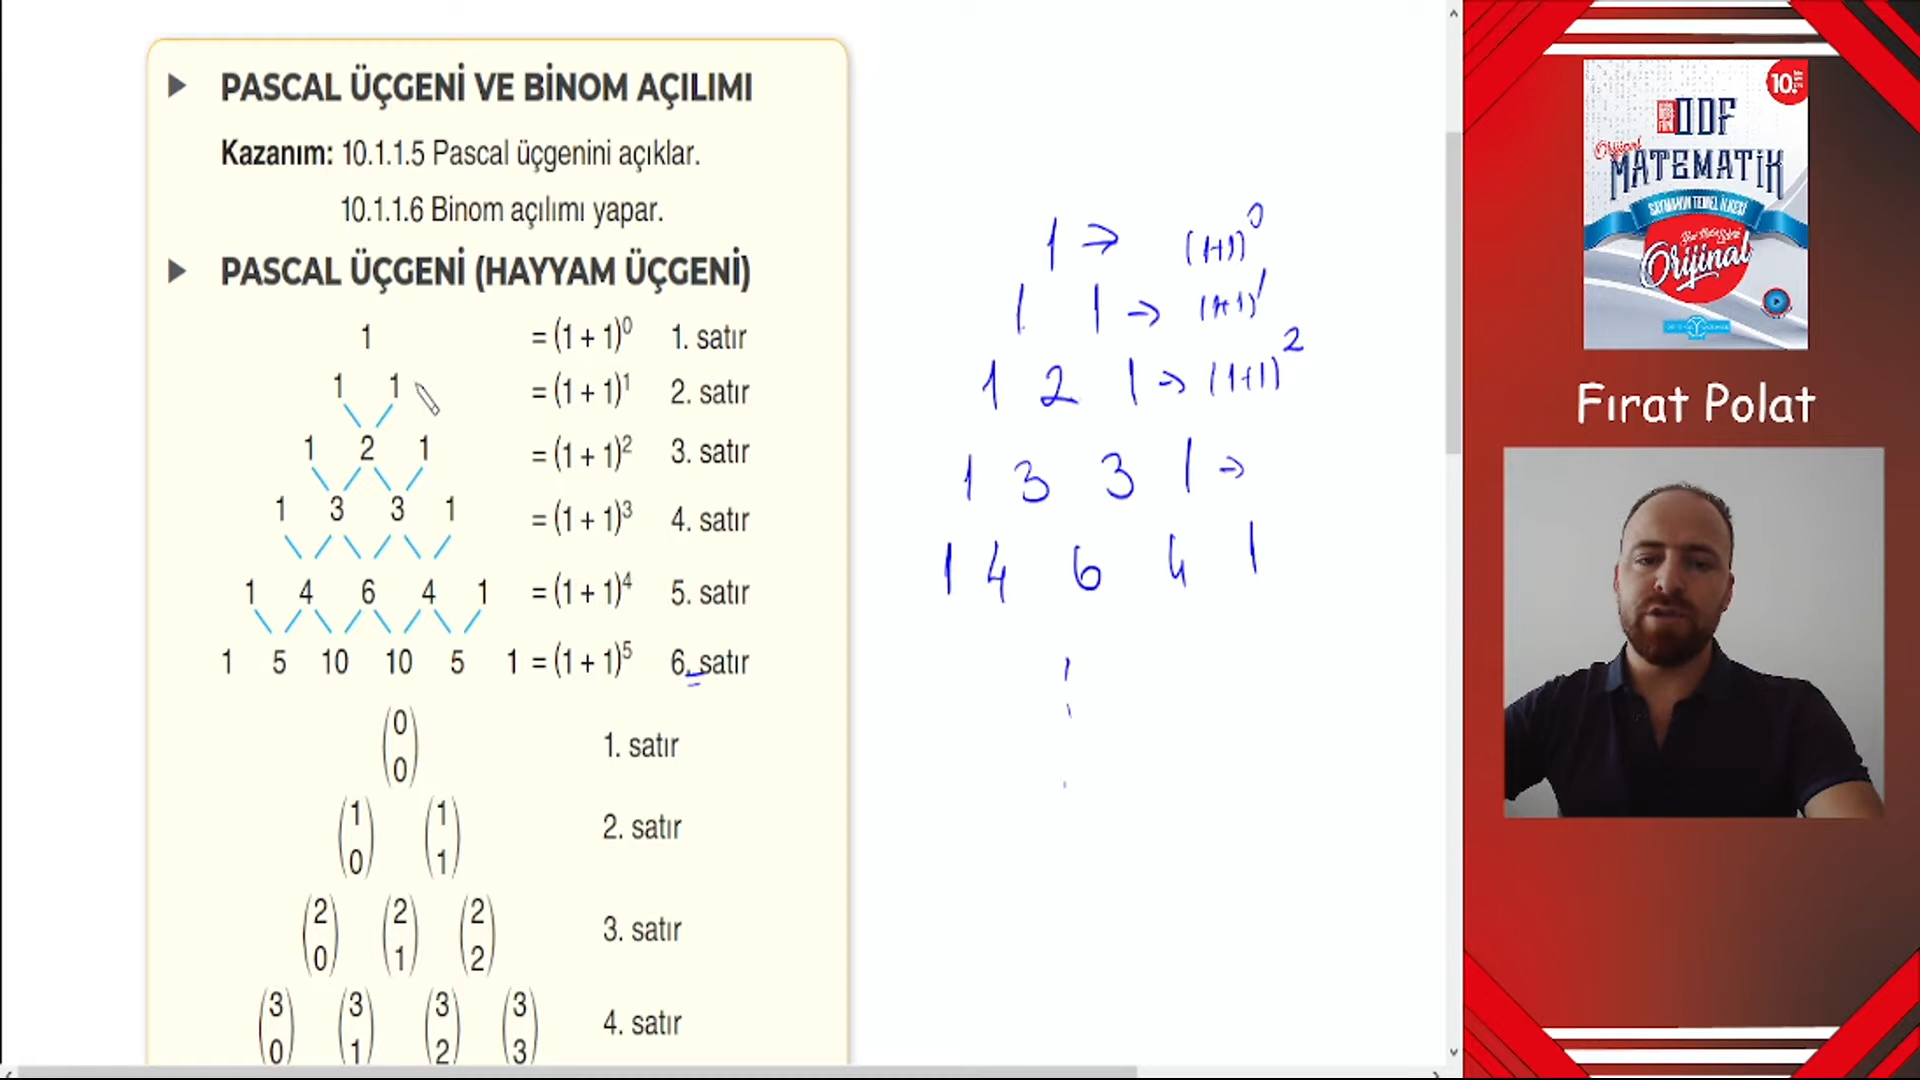 PASCAL ÜÇGENİ VE BİNOM AÇILIMI
Kazanım: 10.1.1.5 Pascal üçgenini açıklar.
10.1.1.6 Binom açılımı yapar.
PASCAL ÜÇGENİ (HAYYAM ÜÇGENİ)
1 = (1 + 1)⁰ 1. satır
1 1 = (1 + 1)¹ 2. satır
1 2 1 = (1 + 1)² 3. satır
1 3 3 1 = (1 + 1)³ 4. satır
1 4 6 4 1 = (1 + 1)⁴ 5. satır
1 5 10 10 5 1 = (1 + 1)⁵ 6. satır
(0 0) 1. satır
(1 0) (1 1) 2. satır
(2 0) (2 1) (2 2) 3. satır
(3 0) (3 1) (3 2) (3 3) 4. satır
1 ⇒ (1+1)⁰
1 1 ⇒ (1+1)¹
1 2 1 ⇒ (1+1)²
1 3 3 1 ⇒
1 4 6 4 1
10.
ODF
Orijinal
MATEMATİK
Orijinal
Fırat Polat